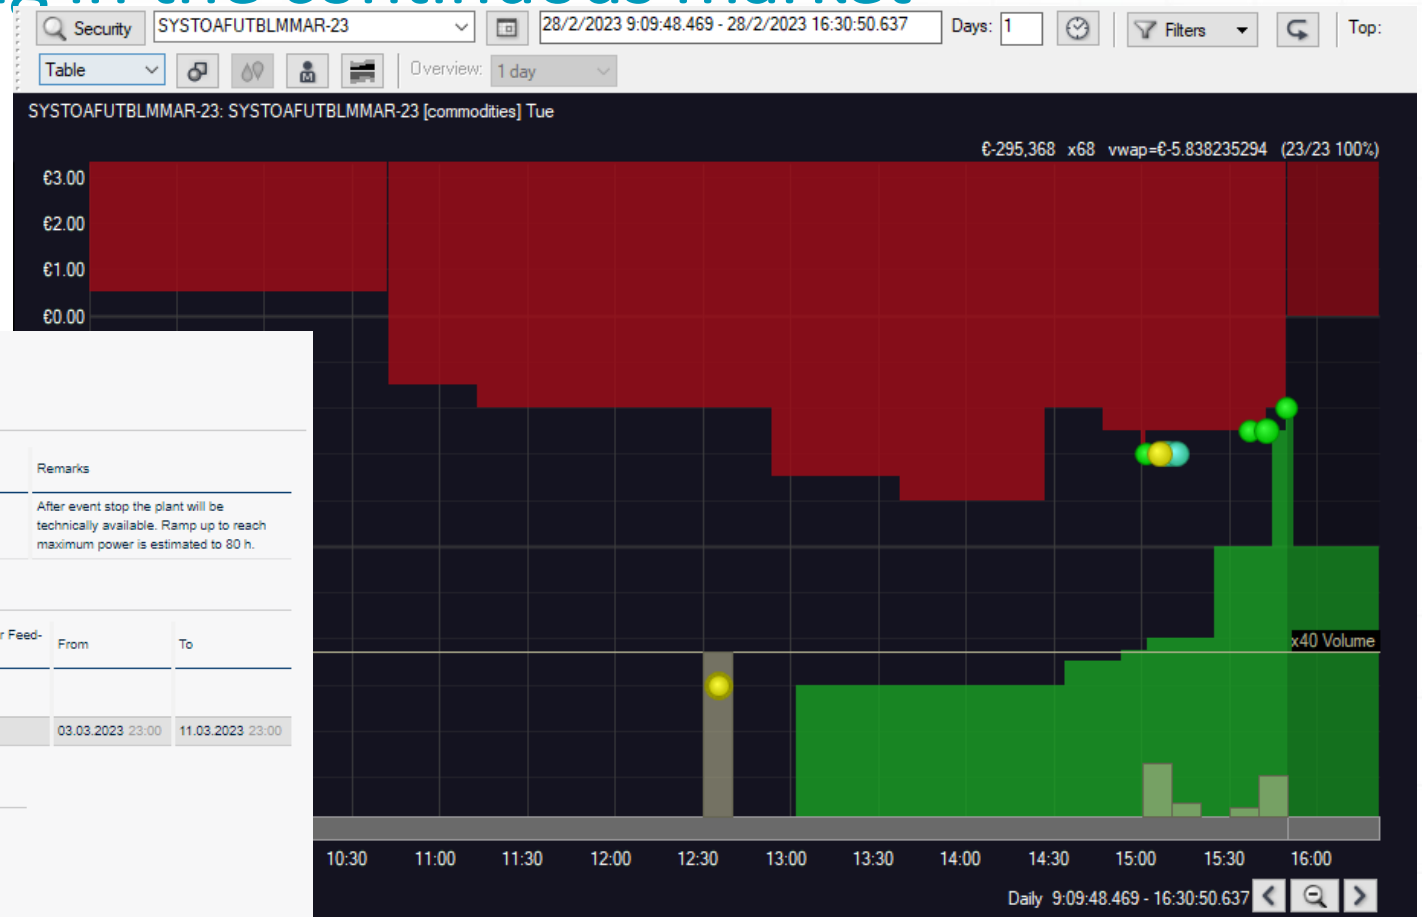 in the continuous market
Security SYSTOAFUTBLMMAR-23 28/2/2023 9:09:48.469 - 28/2/2023 16:30:50.637 Days: 1 Filters Top:
Table M Overview: 1 day
SYSTOAFUTBLMMAR-23: SYSTOAFUTBLMMAR-23 [commodities] Tue
€-295,368 x68 vwap=€-5.838235294 (23/23 100%)
€3.00
€2.00
€1.00
€0.00
Remarks
After event stop the plant will be
technically available. Ramp up to reach
maximum power is estimated to 80 h.
Feed-
From To
x40 Volume
03.03.2023 23:00 11.03.2023 23:00
10:30 11:00 11:30 12:00 12:30 13:00 13:30 14:00 14:30 15:00 15:30 16:00
Daily 9:09:48.469 - 16:30:50.637